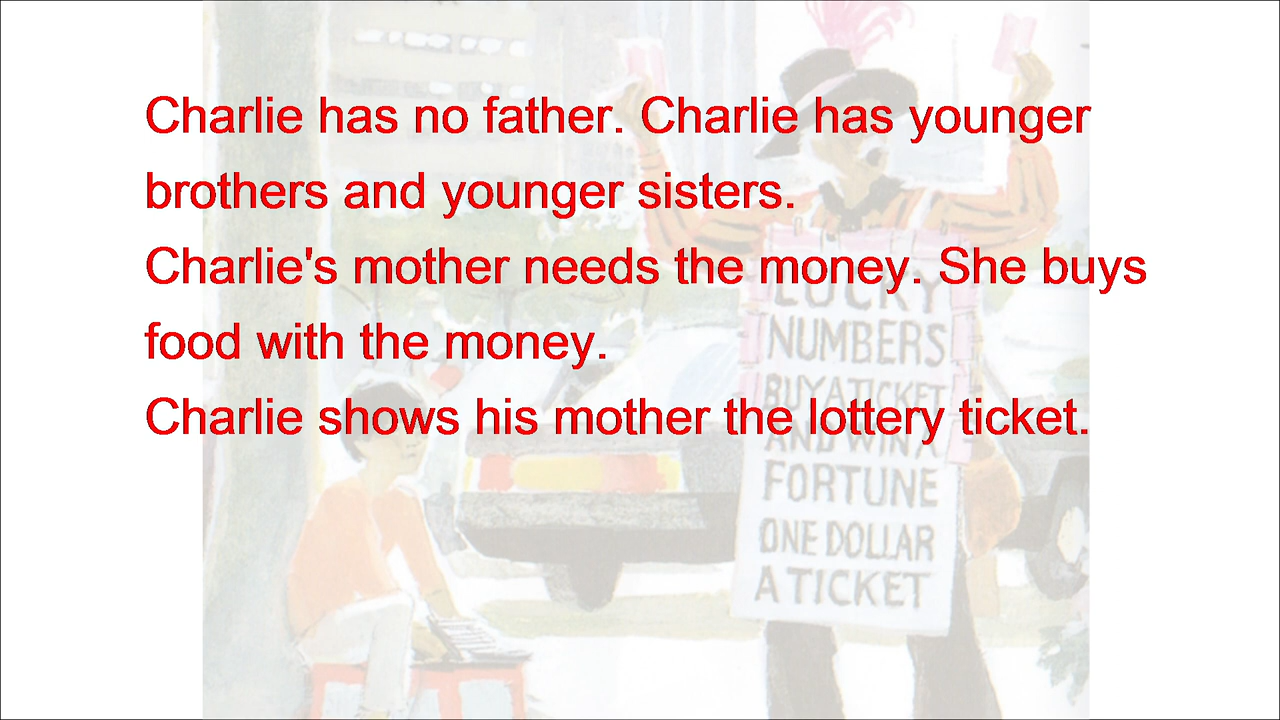 Charlie has no father. Charlie has younger
brothers and younger sisters.
Charlie's mother needs the money. She buys
food with the money.
Charlie shows his mother the lottery ticket.
LUCKY
NUMBERS
BUY A TICKET
AND WIN A
FORTUNE
ONE DOLLAR
A TICKET